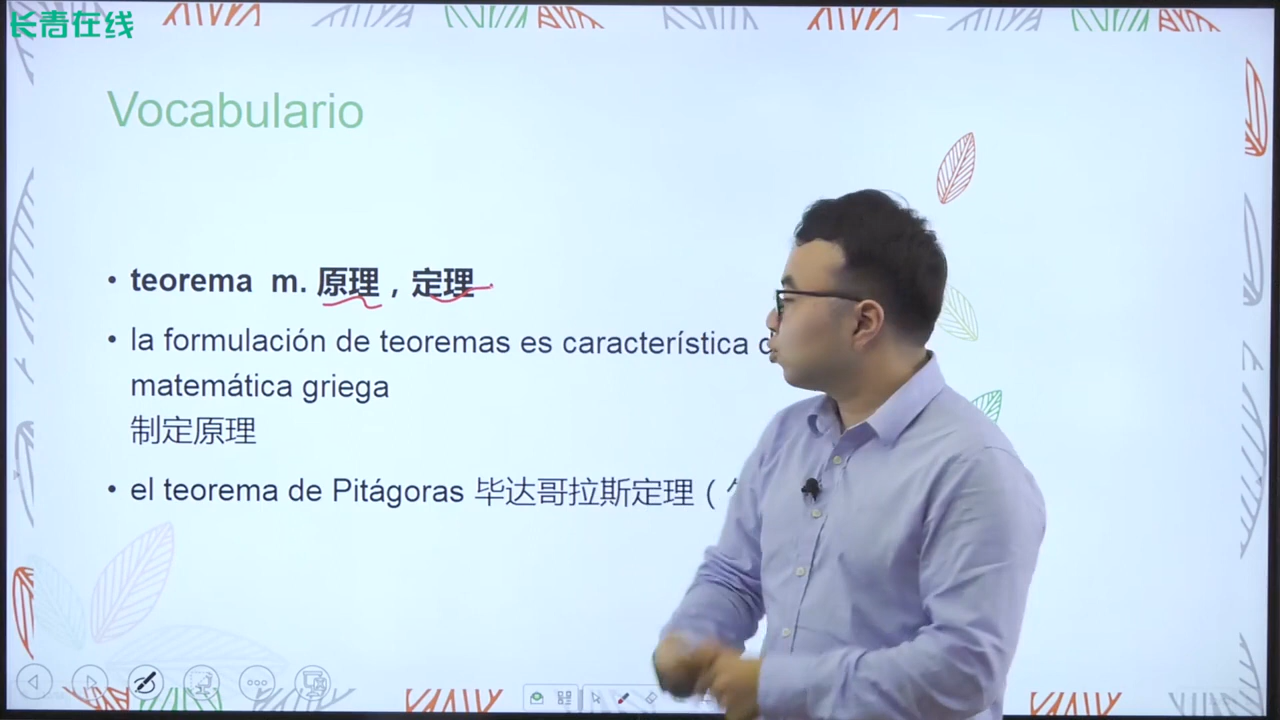 长青在线
Vocabulario
• teorema m. 原理，定理
• la formulación de teoremas es característica
matemática griega
制定原理
• el teorema de Pitágoras 毕达哥拉斯定理（